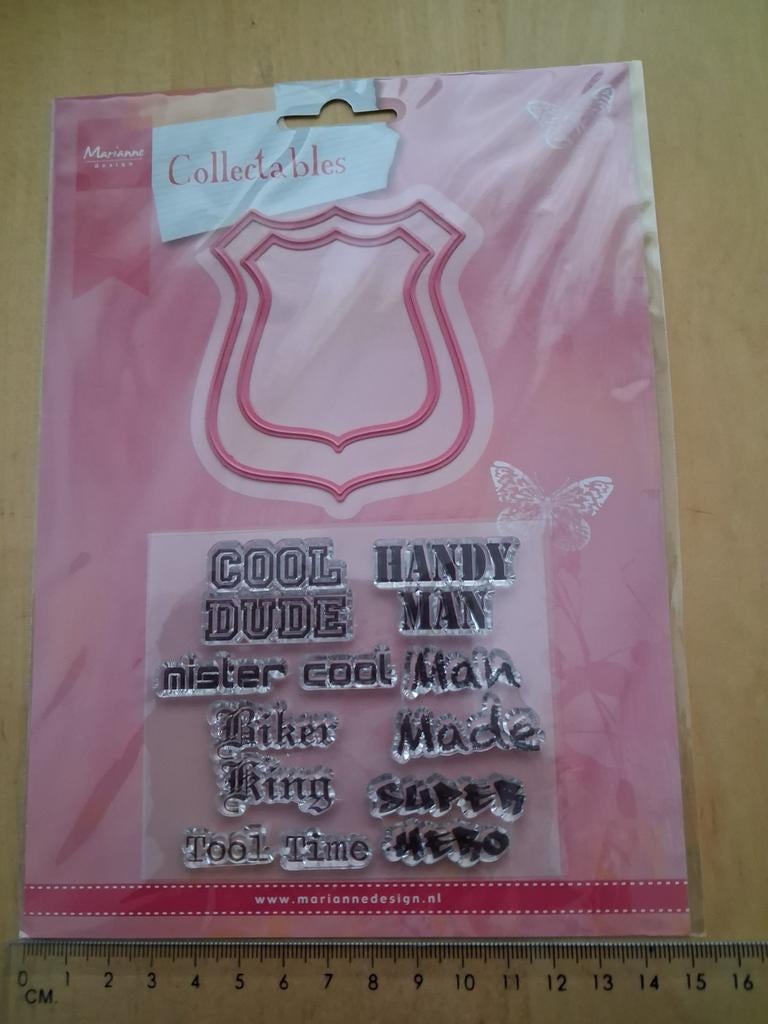 Marianne
design
Collectables
COOL
DUDE
HANDY
MAN
mister cool
Man
Made
Biker
King
SUPER
HERO
Tool Time
www.mariannedesign.nl
0 1 2 3 4 5 6 7 8 9 10 11 12 13 14 15 16
CM.